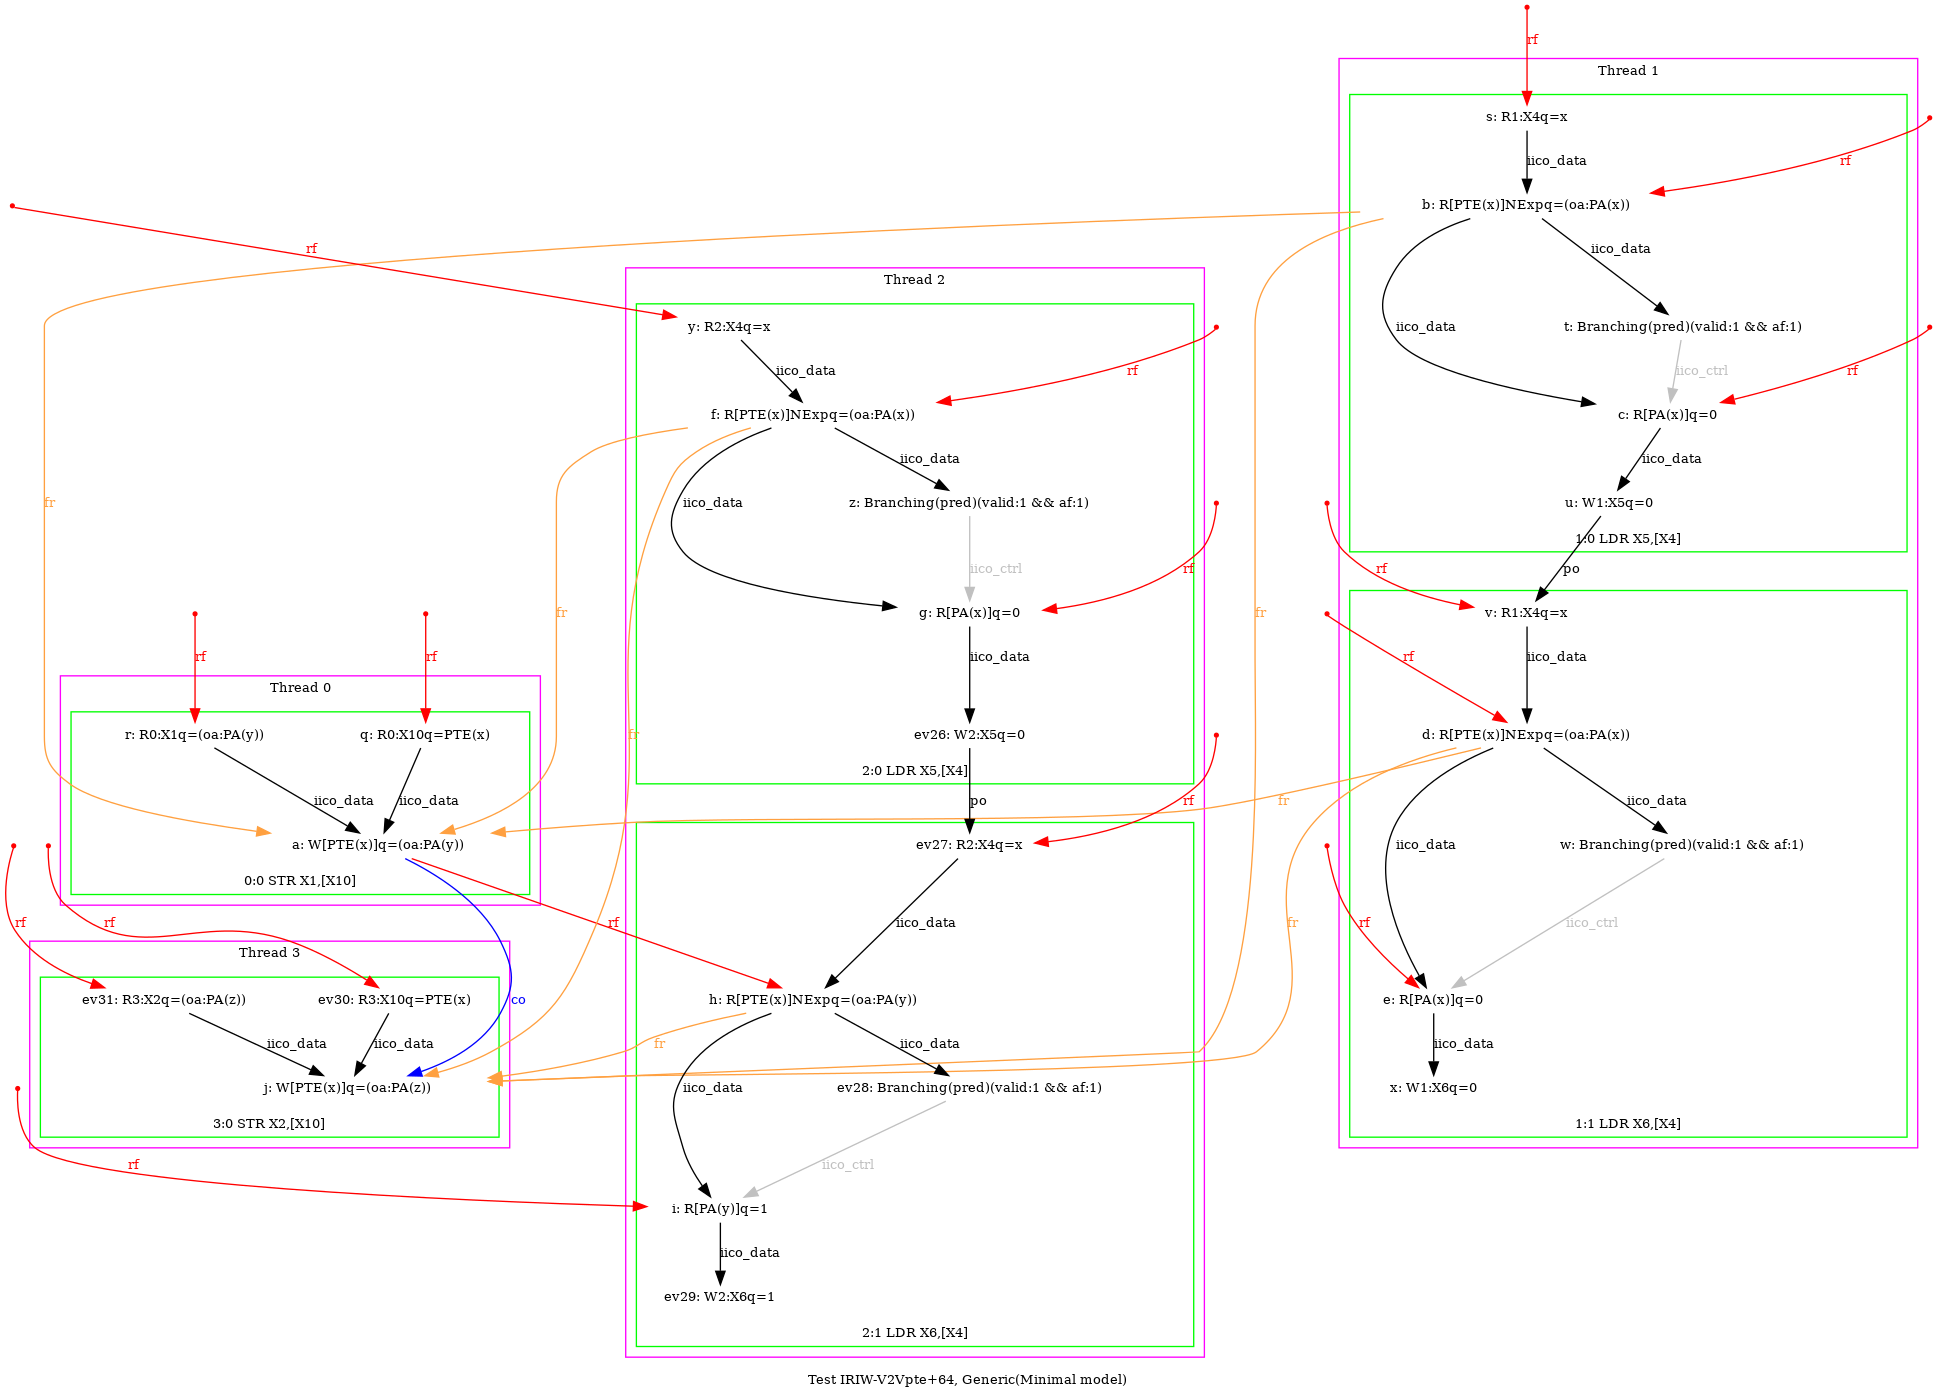 rf
Thread 1
s: R1:X4q=x
iico_data
rf
b: R[PTE(x)]NExpq=(oa:PA(x))
rf
iico_data
Thread 2
y: R2:X4q=x
iico_data
t: Branching(pred)(valid:1 && af:1)
iico_data
rf
iico_ctrl
rf
f: R[PTE(x)]NExpq=(oa:PA(x))
c: R[PA(x)]q=0
iico_data
iico_data
fr
iico_data
z: Branching(pred)(valid:1 && af:1)
u: W1:X5q=0
1:0 LDR X5,[X4]
iico_ctrl
rf
rf
po
fr
g: R[PA(x)]q=0
fr
v: R1:X4q=x
rf
rf
iico_data
rf
iico_data
Thread 0
r: R0:X1q=(oa:PA(y))
q: R0:X10q=PTE(x)
fr
ev26: W2:X5q=0
d: R[PTE(x)]NExpq=(oa:PA(x))
2:0 LDR X5,[X4]
iico_data
iico_data
po
rf
fr
iico_data
a: W[PTE(x)]q=(oa:PA(y))
ev27: R2:X4q=x
iico_data
w: Branching(pred)(valid:1 && af:1)
0:0 STR X1,[X10]
rf
rf
rf
iico_data
fr
rf
iico_ctrl
Thread 3
ev31: R3:X2q=(oa:PA(z))
ev30: R3:X10q=PTE(x)
co
h: R[PTE(x)]NExpq=(oa:PA(y))
e: R[PA(x)]q=0
iico_data
iico_data
fr
iico_data
iico_data
j: W[PTE(x)]q=(oa:PA(z))
iico_data
ev28: Branching(pred)(valid:1 && af:1)
x: W1:X6q=0
3:0 STR X2,[X10]
1:1 LDR X6,[X4]
rf
iico_ctrl
i: R[PA(y)]q=1
iico_data
ev29: W2:X6q=1
2:1 LDR X6,[X4]
Test IRIW-V2Vpte+64, Generic(Minimal model)